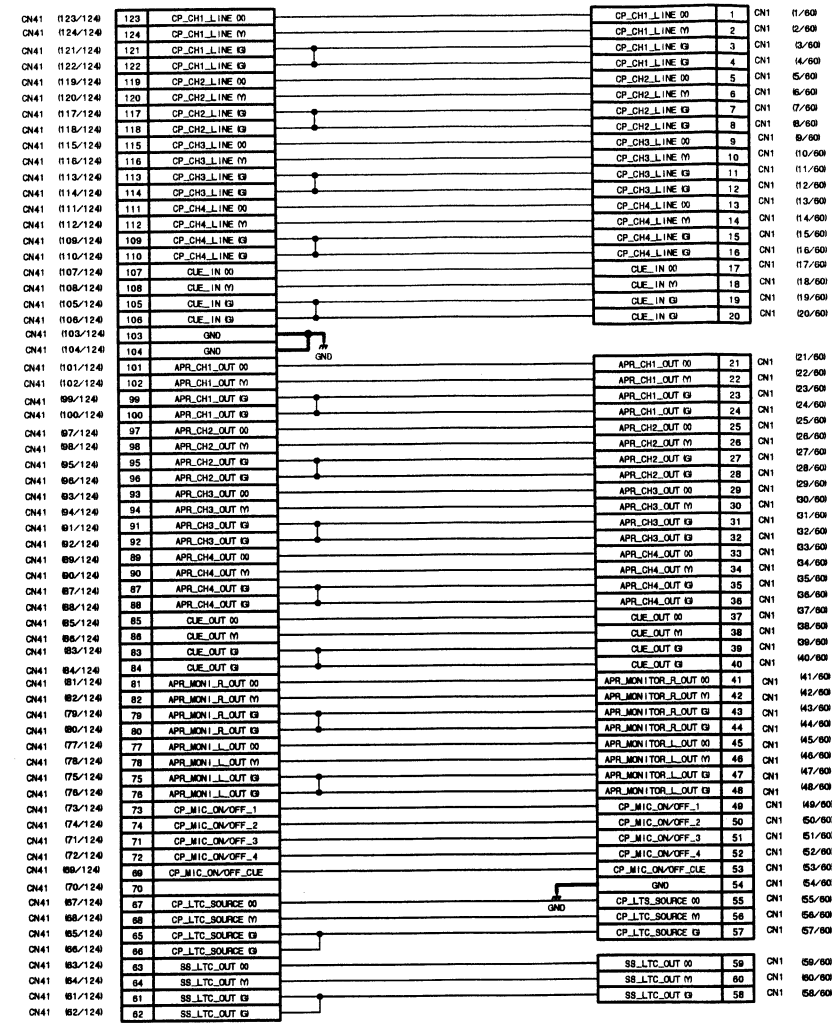 CN41 (123/124) 123 CP_CH1_LINE (X) CP_CH1_LINE (X) 1 CN1 (1/60)
CN41 (124/124) 124 CP_CH1_LINE (Y) CP_CH1_LINE (Y) 2 CN1 (2/60)
CN41 (121/124) 121 CP_CH1_LINE (G) CP_CH1_LINE (G) 3 CN1 (3/60)
CN41 (122/124) 122 CP_CH1_LINE (G) CP_CH1_LINE (G) 4 CN1 (4/60)
CN41 (119/124) 119 CP_CH2_LINE (X) CP_CH2_LINE (X) 5 CN1 (5/60)
CN41 (120/124) 120 CP_CH2_LINE (Y) CP_CH2_LINE (Y) 6 CN1 (6/60)
CN41 (117/124) 117 CP_CH2_LINE (G) CP_CH2_LINE (G) 7 CN1 (7/60)
CN41 (118/124) 118 CP_CH2_LINE (G) CP_CH2_LINE (G) 8 CN1 (8/60)
CN41 (115/124) 115 CP_CH3_LINE (X) CP_CH3_LINE (X) 9 CN1 (9/60)
CN41 (116/124) 116 CP_CH3_LINE (Y) CP_CH3_LINE (Y) 10 CN1 (10/60)
CN41 (113/124) 113 CP_CH3_LINE (G) CP_CH3_LINE (G) 11 CN1 (11/60)
CN41 (114/124) 114 CP_CH3_LINE (G) CP_CH3_LINE (G) 12 CN1 (12/60)
CN41 (111/124) 111 CP_CH4_LINE (X) CP_CH4_LINE (X) 13 CN1 (13/60)
CN41 (112/124) 112 CP_CH4_LINE (Y) CP_CH4_LINE (Y) 14 CN1 (14/60)
CN41 (109/124) 109 CP_CH4_LINE (G) CP_CH4_LINE (G) 15 CN1 (15/60)
CN41 (110/124) 110 CP_CH4_LINE (G) CP_CH4_LINE (G) 16 CN1 (16/60)
CN41 (107/124) 107 CUE_IN (X) CUE_IN (X) 17 CN1 (17/60)
CN41 (108/124) 108 CUE_IN (Y) CUE_IN (Y) 18 CN1 (18/60)
CN41 (105/124) 105 CUE_IN (G) CUE_IN (G) 19 CN1 (19/60)
CN41 (106/124) 106 CUE_IN (G) CUE_IN (G) 20 CN1 (20/60)
CN41 (103/124) 103 GND
CN41 (104/124) 104 GND GND
CN41 (101/124) 101 APR_CH1_OUT (X) APR_CH1_OUT (X) 21 CN1 (21/60)
CN41 (102/124) 102 APR_CH1_OUT (Y) APR_CH1_OUT (Y) 22 CN1 (22/60)
CN41 (99/124) 99 APR_CH1_OUT (G) APR_CH1_OUT (G) 23 CN1 (23/60)
CN41 (100/124) 100 APR_CH1_OUT (G) APR_CH1_OUT (G) 24 CN1 (24/60)
CN41 (97/124) 97 APR_CH2_OUT (X) APR_CH2_OUT (X) 25 CN1 (25/60)
CN41 (98/124) 98 APR_CH2_OUT (Y) APR_CH2_OUT (Y) 26 CN1 (26/60)
CN41 (95/124) 95 APR_CH2_OUT (G) APR_CH2_OUT (G) 27 CN1 (27/60)
CN41 (96/124) 96 APR_CH2_OUT (G) APR_CH2_OUT (G) 28 CN1 (28/60)
CN41 (93/124) 93 APR_CH3_OUT (X) APR_CH3_OUT (X) 29 CN1 (29/60)
CN41 (94/124) 94 APR_CH3_OUT (Y) APR_CH3_OUT (Y) 30 CN1 (30/60)
CN41 (91/124) 91 APR_CH3_OUT (G) APR_CH3_OUT (G) 31 CN1 (31/60)
CN41 (92/124) 92 APR_CH3_OUT (G) APR_CH3_OUT (G) 32 CN1 (32/60)
CN41 (89/124) 89 APR_CH4_OUT (X) APR_CH4_OUT (X) 33 CN1 (33/60)
CN41 (90/124) 90 APR_CH4_OUT (Y) APR_CH4_OUT (Y) 34 CN1 (34/60)
CN41 (87/124) 87 APR_CH4_OUT (G) APR_CH4_OUT (G) 35 CN1 (35/60)
CN41 (88/124) 88 APR_CH4_OUT (G) APR_CH4_OUT (G) 36 CN1 (36/60)
CN41 (85/124) 85 CUE_OUT (X) CUE_OUT (X) 37 CN1 (37/60)
CN41 (86/124) 86 CUE_OUT (Y) CUE_OUT (Y) 38 CN1 (38/60)
CN41 (83/124) 83 CUE_OUT (G) CUE_OUT (G) 39 CN1 (39/60)
CN41 (84/124) 84 CUE_OUT (G) CUE_OUT (G) 40 CN1 (40/60)
CN41 (81/124) 81 APR_MONI_R_OUT (X) APR_MONITOR_R_OUT (X) 41 CN1 (41/60)
CN41 (82/124) 82 APR_MONI_R_OUT (Y) APR_MONITOR_R_OUT (Y) 42 CN1 (42/60)
CN41 (79/124) 79 APR_MONI_R_OUT (G) APR_MONITOR_R_OUT (G) 43 CN1 (43/60)
CN41 (80/124) 80 APR_MONI_R_OUT (G) APR_MONITOR_R_OUT (G) 44 CN1 (44/60)
CN41 (77/124) 77 APR_MONI_L_OUT (X) APR_MONITOR_L_OUT (X) 45 CN1 (45/60)
CN41 (78/124) 78 APR_MONI_L_OUT (Y) APR_MONITOR_L_OUT (Y) 46 CN1 (46/60)
CN41 (75/124) 75 APR_MONI_L_OUT (G) APR_MONITOR_L_OUT (G) 47 CN1 (47/60)
CN41 (76/124) 76 APR_MONI_L_OUT (G) APR_MONITOR_L_OUT (G) 48 CN1 (48/60)
CN41 (73/124) 73 CP_MIC_ON/OFF_1 CP_MIC_ON/OFF_1 49 CN1 (49/60)
CN41 (74/124) 74 CP_MIC_ON/OFF_2 CP_MIC_ON/OFF_2 50 CN1 (50/60)
CN41 (71/124) 71 CP_MIC_ON/OFF_3 CP_MIC_ON/OFF_3 51 CN1 (51/60)
CN41 (72/124) 72 CP_MIC_ON/OFF_4 CP_MIC_ON/OFF_4 52 CN1 (52/60)
CN41 (69/124) 69 CP_MIC_ON/OFF_CUE CP_MIC_ON/OFF_CUE 53 CN1 (53/60)
CN41 (70/124) 70 GND 54 CN1 (54/60)
CN41 (67/124) 67 CP_LTC_SOURCE (X) GND CP_LTS_SOURCE (X) 55 CN1 (55/60)
CN41 (68/124) 68 CP_LTC_SOURCE (Y) CP_LTC_SOURCE (Y) 56 CN1 (56/60)
CN41 (65/124) 65 CP_LTC_SOURCE (G) CP_LTC_SOURCE (G) 57 CN1 (57/60)
CN41 (66/124) 66 CP_LTC_SOURCE (G)
CN41 (63/124) 63 SS_LTC_OUT (X) SS_LTC_OUT (X) 59 CN1 (59/60)
CN41 (64/124) 64 SS_LTC_OUT (Y) SS_LTC_OUT (Y) 60 CN1 (60/60)
CN41 (61/124) 61 SS_LTC_OUT (G) SS_LTC_OUT (G) 58 CN1 (58/60)
CN41 (62/124) 62 SS_LTC_OUT (G)